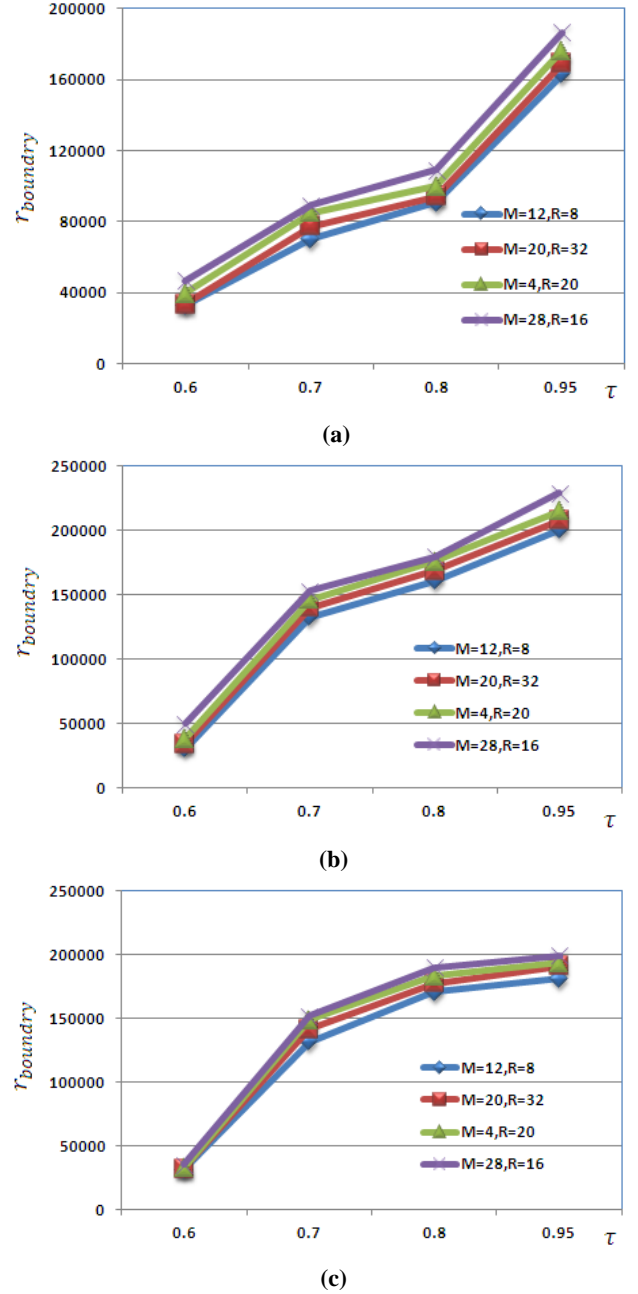 200000
160000
120000
80000
40000
0
r_boundry
M=12,R=8
M=20,R=32
M=4,R=20
M=28,R=16
0.6 0.7 0.8 0.95 τ
(a)
250000
200000
150000
100000
50000
0
r_boundry
M=12,R=8
M=20,R=32
M=4,R=20
M=28,R=16
0.6 0.7 0.8 0.95 τ
(b)
250000
200000
150000
100000
50000
0
r_boundry
M=12,R=8
M=20,R=32
M=4,R=20
M=28,R=16
0.6 0.7 0.8 0.95 τ
(c)